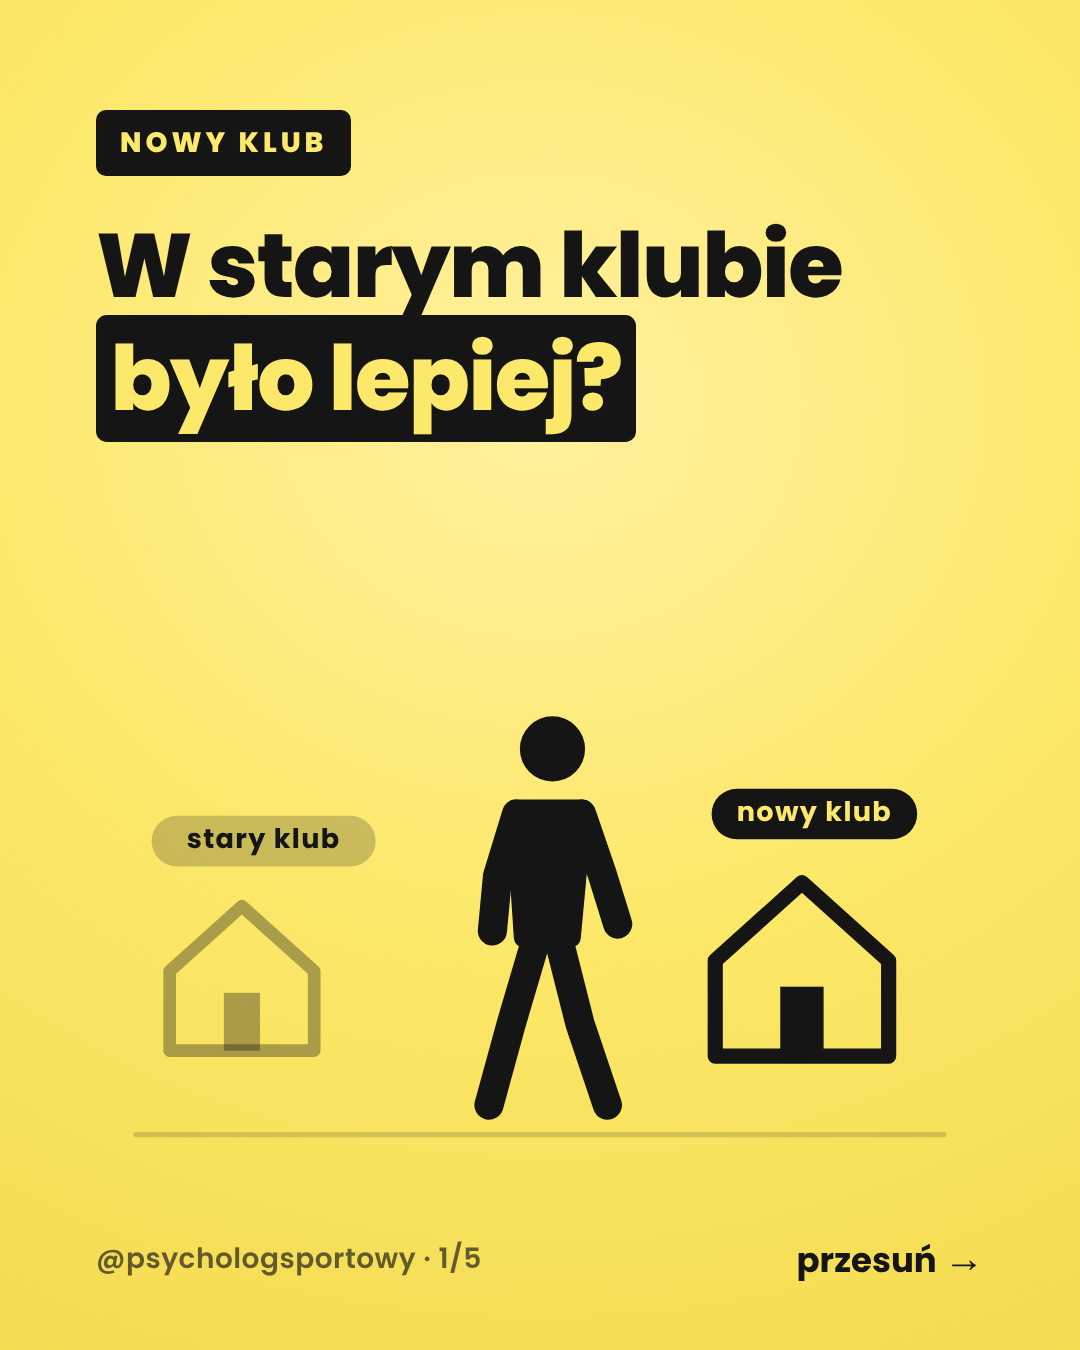 NOWY KLUB
W starym klubie
było lepiej?
stary klub
nowy klub
@psychologsportowy · 1/5
przesuń →